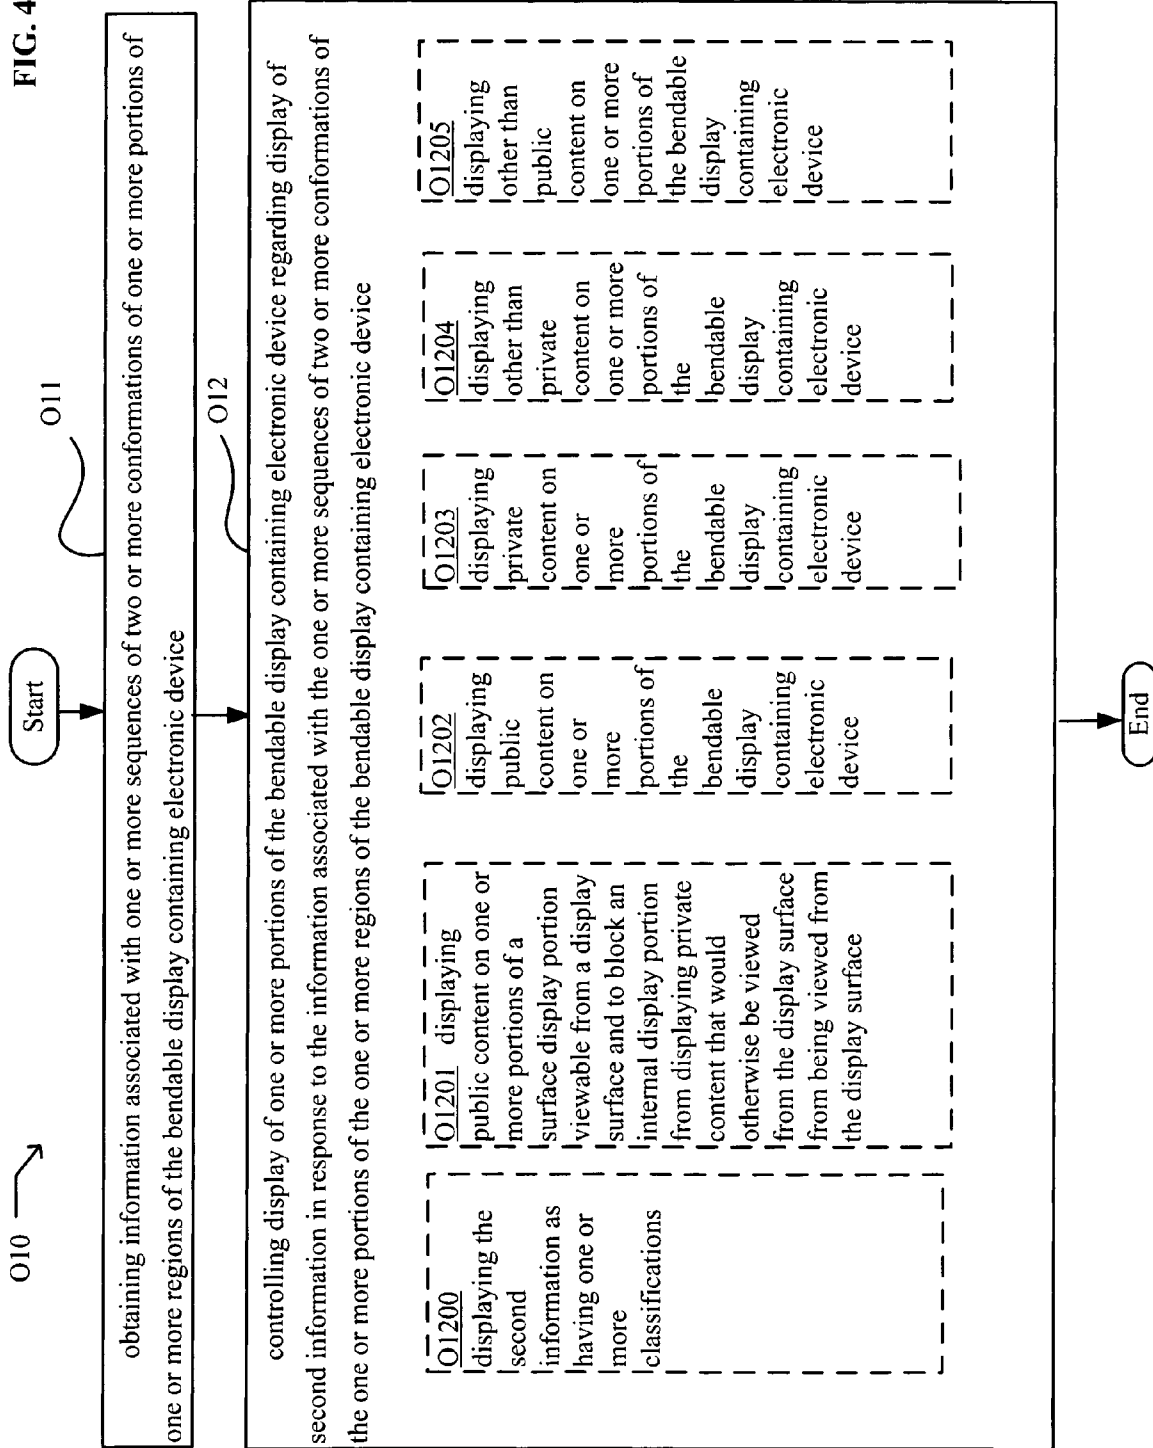 FIG. 4
O10
Start
O11
obtaining information associated with one or more sequences of two or more conformations of one or more portions of
one or more regions of the bendable display containing electronic device
O12
controlling display of one or more portions of the bendable display containing electronic device regarding display of
second information in response to the information associated with the one or more sequences of two or more conformations of
the one or more portions of the one or more regions of the bendable display containing electronic device
O1200
displaying the
second
information as
having one or
more
classifications
O1201 displaying
public content on one or
more portions of a
surface display portion
viewable from a display
surface and to block an
internal display portion
from displaying private
content that would
otherwise be viewed
from the display surface
from being viewed from
the display surface
O1202
displaying
public
content on
one or
more
portions of
the
bendable
display
containing
electronic
device
O1203
displaying
private
content on
one or
more
portions of
the
bendable
display
containing
electronic
device
O1204
displaying
other than
private
content on
one or more
portions of
the
bendable
display
containing
electronic
device
O1205
displaying
other than
public
content on
one or more
portions of
the bendable
display
containing
electronic
device
End